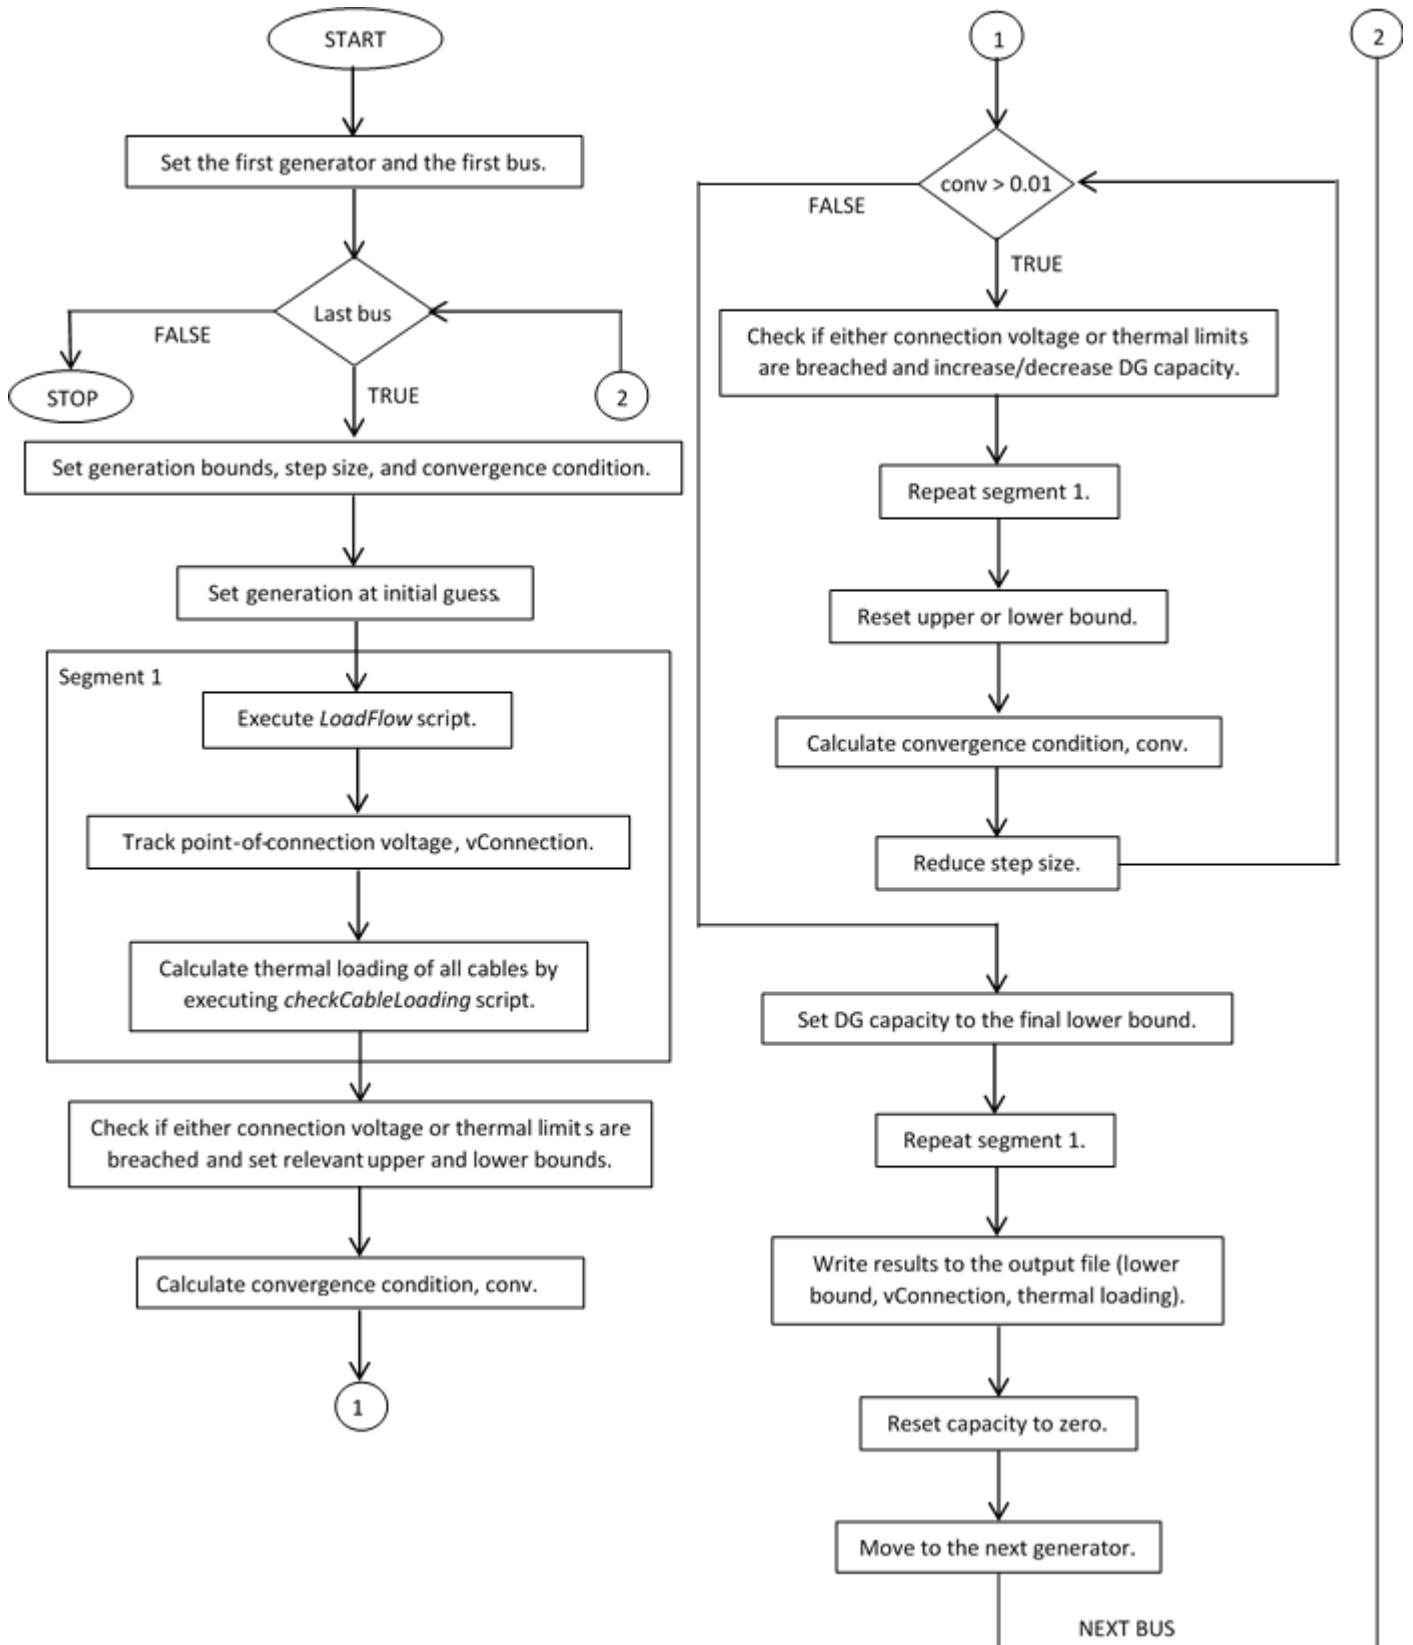 START
Set the first generator and the first bus.
Last bus
FALSE
STOP
TRUE
2
Set generation bounds, step size, and convergence condition.
Set generation at initial guess.
Segment 1
Execute LoadFlow script.
Track point-of-connection voltage, vConnection.
Calculate thermal loading of all cables by
executing checkCableLoading script.
Check if either connection voltage or thermal limits are
breached and set relevant upper and lower bounds.
Calculate convergence condition, conv.
1
1
2
conv > 0.01
FALSE
TRUE
Check if either connection voltage or thermal limits
are breached and increase/decrease DG capacity.
Repeat segment 1.
Reset upper or lower bound.
Calculate convergence condition, conv.
Reduce step size.
Set DG capacity to the final lower bound.
Repeat segment 1.
Write results to the output file (lower
bound, vConnection, thermal loading).
Reset capacity to zero.
Move to the next generator.
NEXT BUS